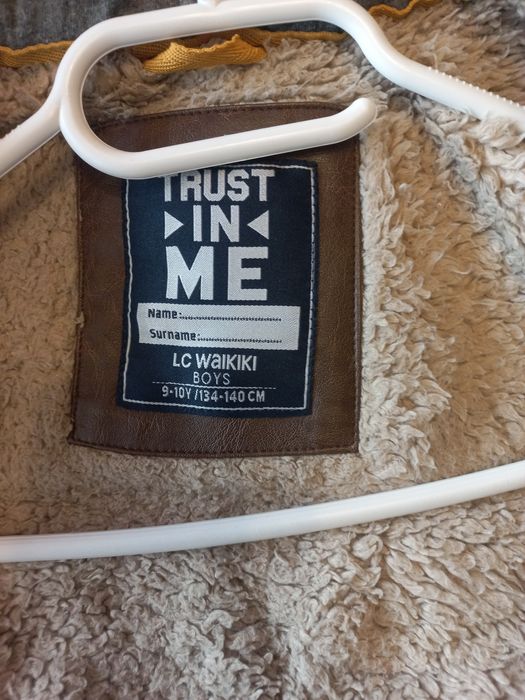 TRUST
IN
ME
Name:
Surname:
LC WAIKIKI
BOYS
9-10Y/134-140 CM